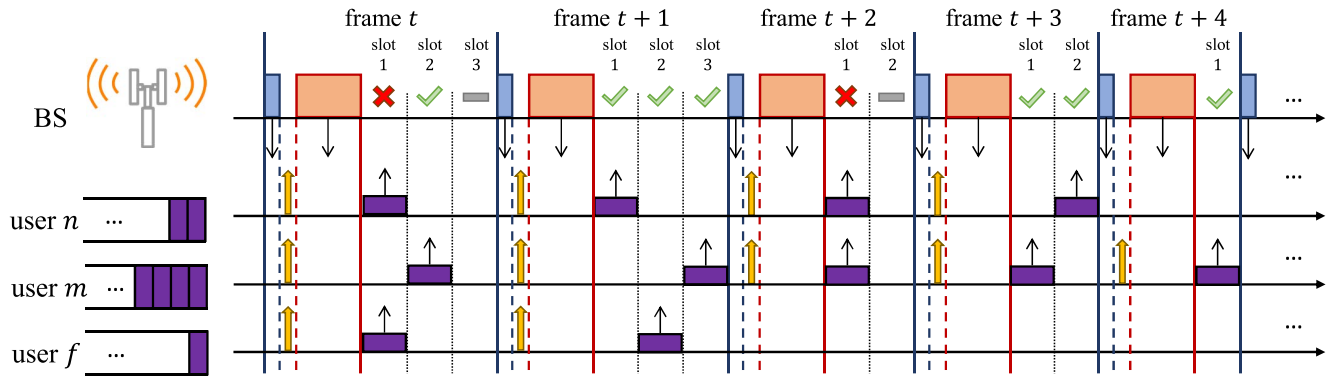 frame t frame t + 1 frame t + 2 frame t + 3 frame t + 4
slot slot slot slot slot slot slot slot slot slot slot
1 2 3 1 2 3 1 2 1 2 1
BS ...
...
user n ...
...
user m ...
...
user f ...